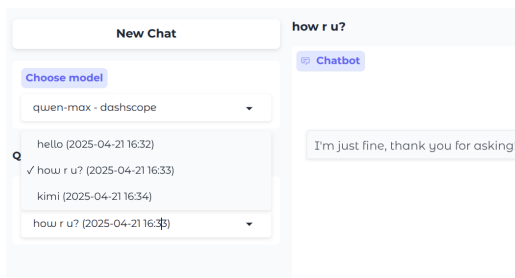 New Chat
Choose model
qwen-max - dashscope
Q
hello (2025-04-21 16:32)
✓ how r u? (2025-04-21 16:33)
kimi (2025-04-21 16:34)
how r u? (2025-04-21 16:33)
how r u?
Chatbot
I'm just fine, thank you for asking!